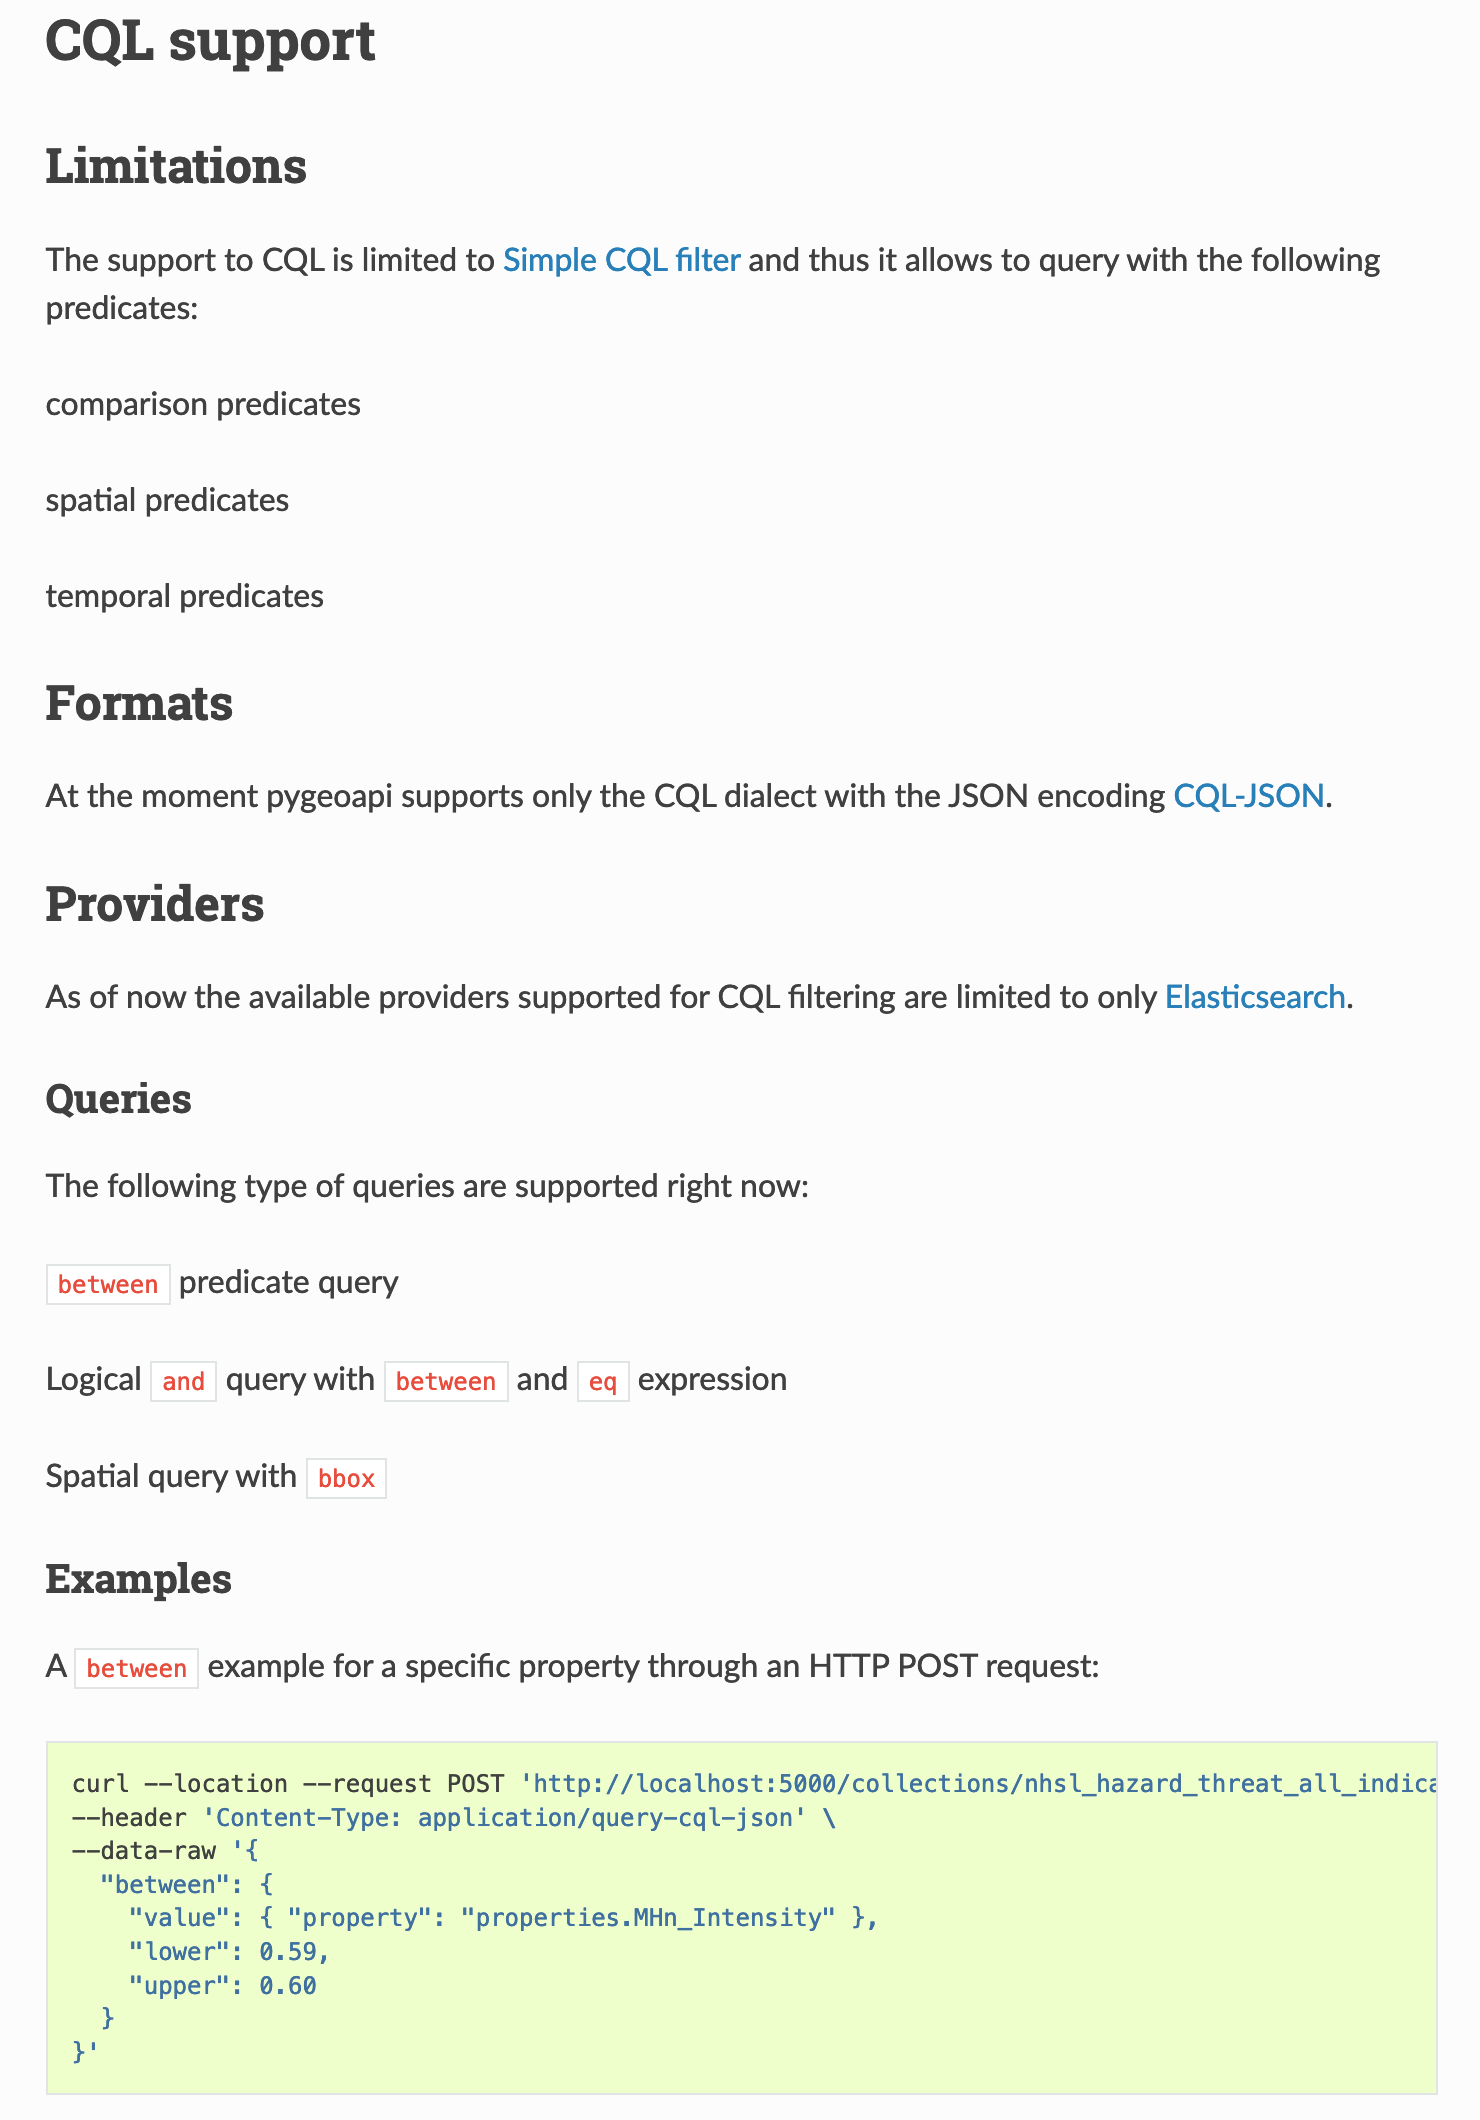 CQL support
Limitations
The support to CQL is limited to Simple CQL filter and thus it allows to query with the following
predicates:
comparison predicates
spatial predicates
temporal predicates
Formats
At the moment pygeoapi supports only the CQL dialect with the JSON encoding CQL-JSON.
Providers
As of now the available providers supported for CQL filtering are limited to only Elasticsearch.
Queries
The following type of queries are supported right now:
between predicate query
Logical and query with between and eq expression
Spatial query with bbox
Examples
A between example for a specific property through an HTTP POST request:
curl --location --request POST 'http://localhost:5000/collections/nhsl_hazard_threat_all_indica
--header 'Content-Type: application/query-cql-json' \
--data-raw '{
  "between": {
    "value": { "property": "properties.MHn_Intensity" },
    "lower": 0.59,
    "upper": 0.60
  }
}'